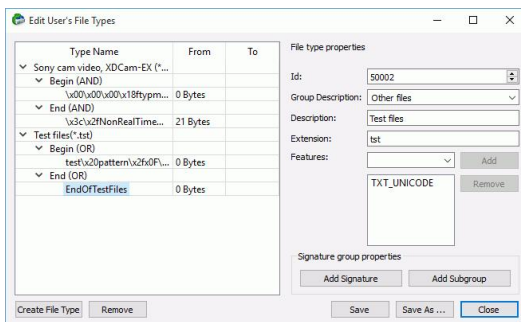 Edit User's File Types
Type Name From To
Sony cam video, XDCam-EX (*...
Begin (AND)
\x00\x00\x00\x18ftypm... 0 Bytes
End (AND)
\x3c\x2fNonRealTime... 21 Bytes
Test files(*.tst)
Begin (OR)
test\x20pattern\x2fx0F\... 0 Bytes
End (OR)
EndOfTestFiles 0 Bytes
Create File Type Remove
File type properties
Id: 50002
Group Description: Other files
Description: Test files
Extension: tst
Features: Add
TXT_UNICODE Remove
Signature group properties
Add Signature Add Subgroup
Save Save As ... Close